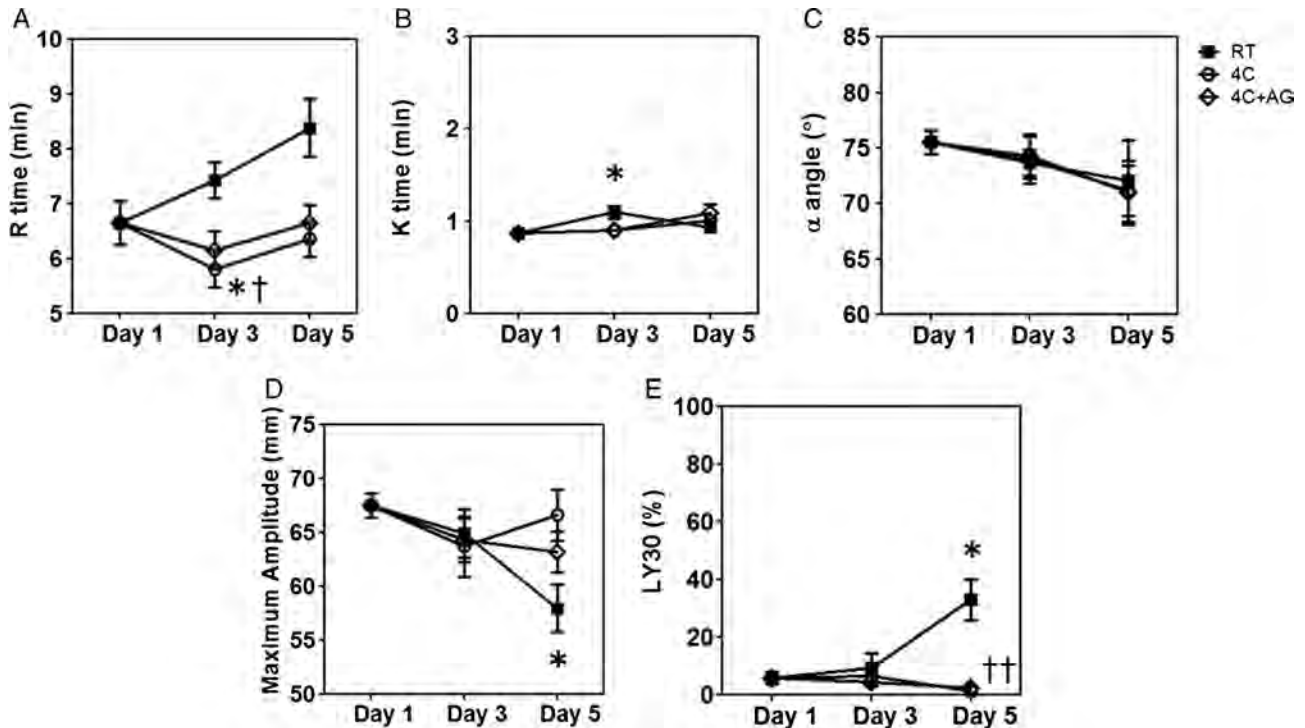 A
R time (min)
10
9
8
7
6
5
* †
Day 1 Day 3 Day 5
B
K time (min)
3
2
1
0
*
Day 1 Day 3 Day 5
C
α angle (°)
85
80
75
70
65
60
Day 1 Day 3 Day 5
RT
4C
4C+AG
D
Maximum Amplitude (mm)
75
70
65
60
55
50
*
Day 1 Day 3 Day 5
E
LY30 (%)
100
80
60
40
20
0
*
††
Day 1 Day 3 Day 5